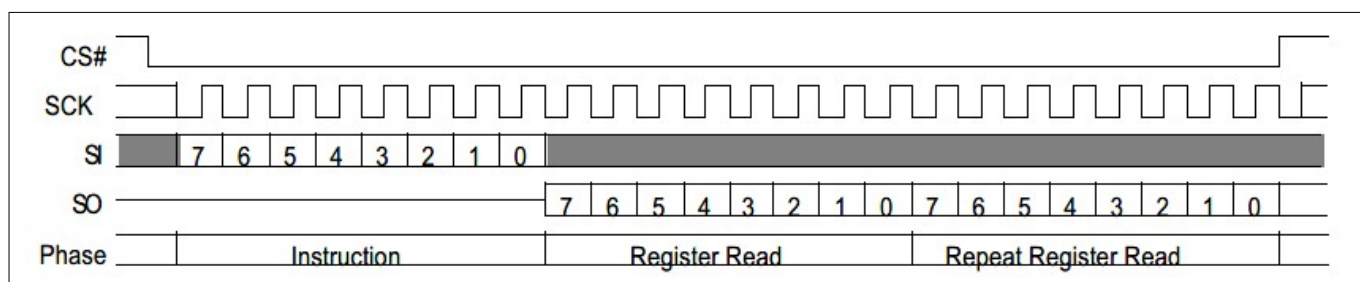 CS#
SCK
SI 7 6 5 4 3 2 1 0
SO 7 6 5 4 3 2 1 0 7 6 5 4 3 2 1 0
Phase Instruction Register Read Repeat Register Read